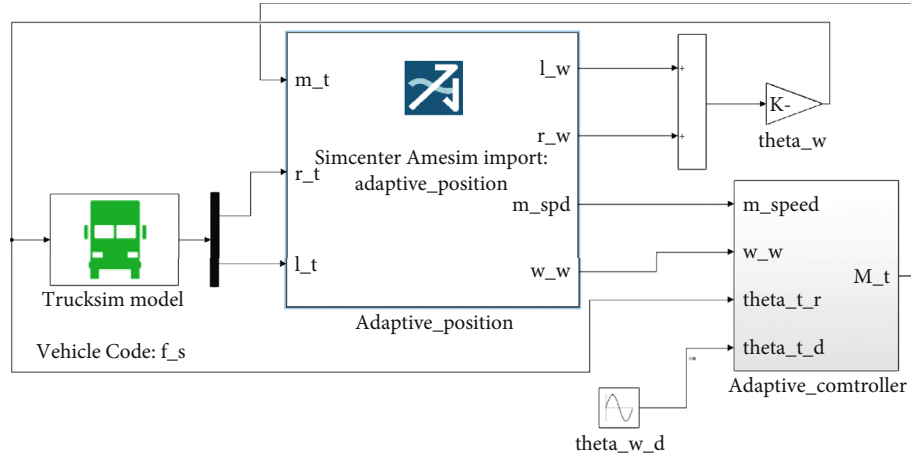 m_t
l_w
r_w
+
+
K-
theta_w
Simcenter Amesim import:
adaptive_position
r_t
l_t
m_spd
w_w
Adaptive_position
Trucksim model
Vehicle Code: f_s
m_speed
w_w
theta_t_r
theta_t_d
M_t
Adaptive_comtroller
theta_w_d